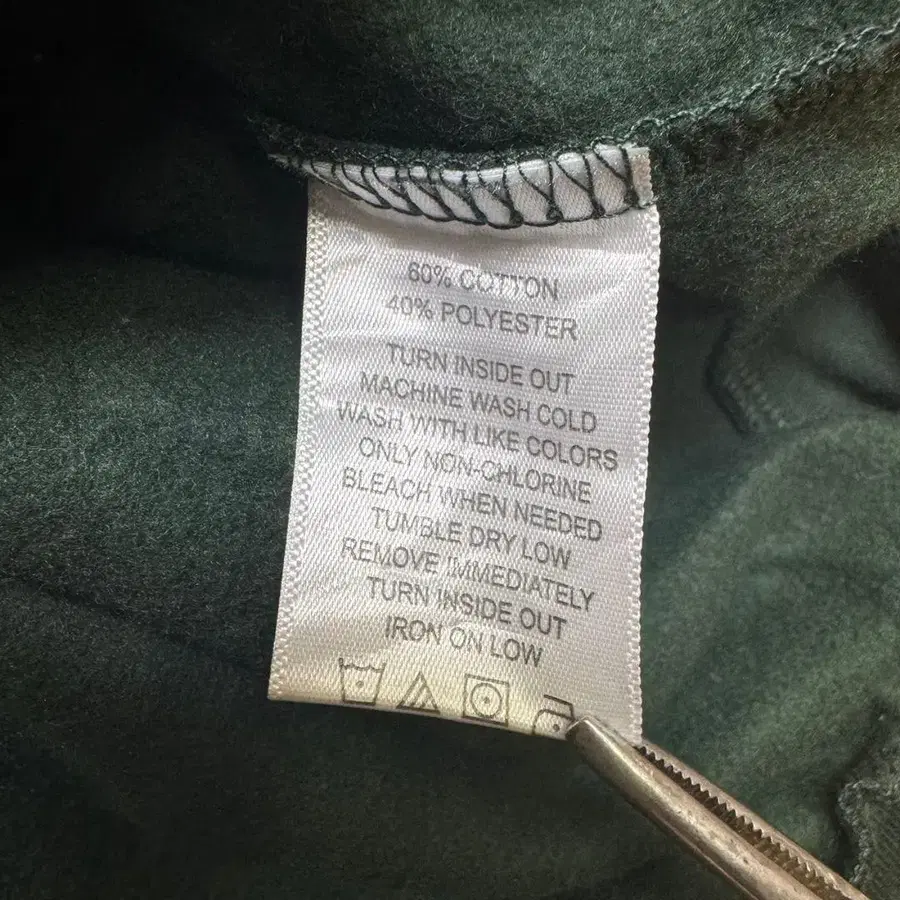 60% COTTON
40% POLYESTER
TURN INSIDE OUT
MACHINE WASH COLD
WASH WITH LIKE COLORS
ONLY NON-CHLORINE
BLEACH WHEN NEEDED
TUMBLE DRY LOW
REMOVE IMMEDIATELY
TURN INSIDE OUT
IRON ON LOW